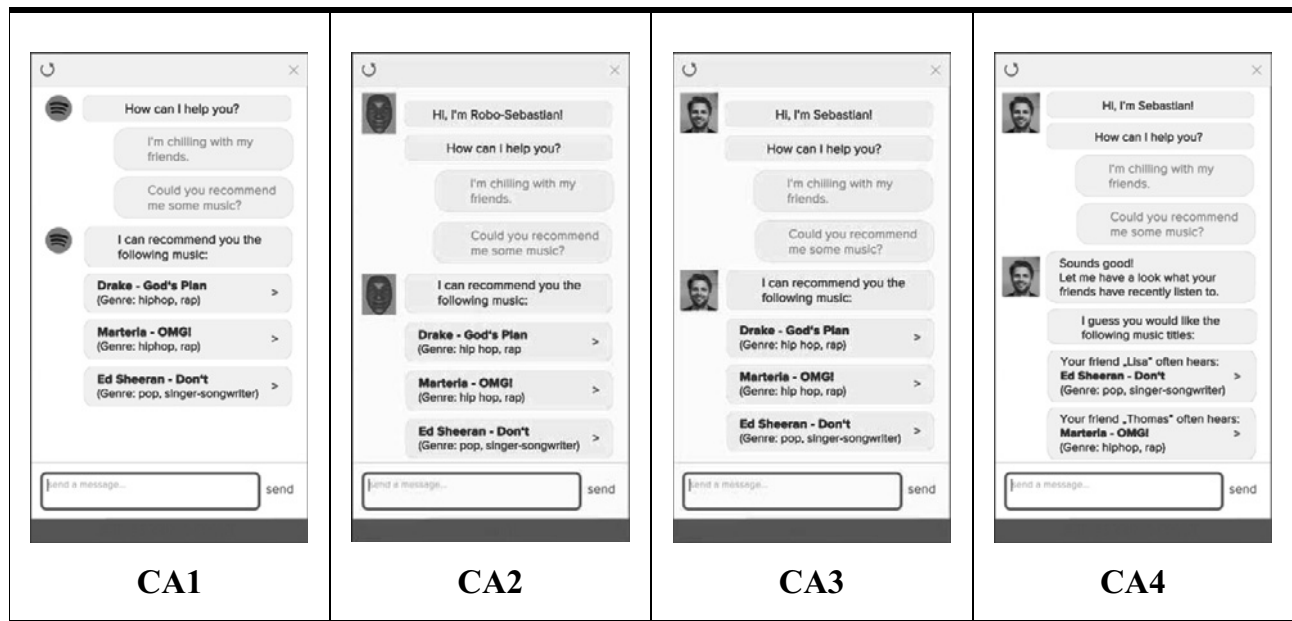 How can I help you?
I'm chilling with my
friends.
Could you recommend
me some music?
I can recommend you the
following music:
Drake - God's Plan
(Genre: hiphop, rap)
>
Marteria - OMG!
(Genre: hiphop, rap)
>
Ed Sheeran - Don't
(Genre: pop, singer-songwriter)
>
send a message...
send
CA1
Hi, I'm Robo-Sebastian!
How can I help you?
I'm chilling with my
friends.
Could you recommend
me some music?
I can recommend you the
following music:
Drake - God's Plan
(Genre: hip hop, rap
>
Marteria - OMG!
(Genre: hip hop, rap)
>
Ed Sheeran - Don't
(Genre: pop, singer-songwriter)
>
send a message...
send
CA2
Hi, I'm Sebastian!
How can I help you?
I'm chilling with my
friends.
Could you recommend
me some music?
I can recommend you the
following music:
Drake - God's Plan
(Genre: hip hop, rap)
>
Marteria - OMG!
(Genre: hip hop, rap)
>
Ed Sheeran - Don't
(Genre: pop, singer-songwriter)
>
send a message...
send
CA3
Hi, I'm Sebastian!
How can I help you?
I'm chilling with my
friends.
Could you recommend
me some music?
Sounds good!
Let me have a look what your
friends have recently listen to.
I guess you would like the
following music titles:
Your friend „Lisa" often hears:
Ed Sheeran - Don't
(Genre: pop, singer-songwriter)
>
Your friend „Thomas" often hears:
Marteria - OMG!
(Genre: hiphop, rap)
>
send a message...
send
CA4